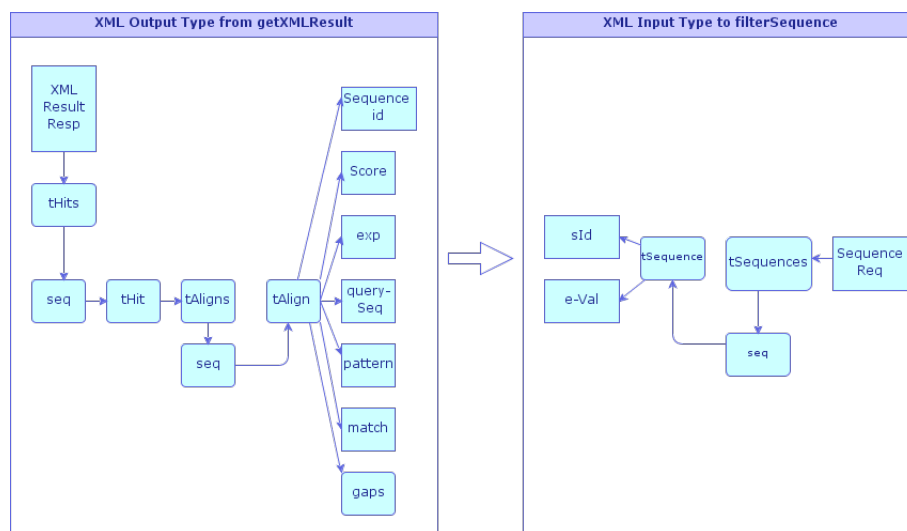 XML Output Type from getXMLResult
XML
Result
Resp
tHits
seq
tHit
tAligns
seq
tAlign
Sequence
id
Score
exp
query-
Seq
pattern
match
gaps
XML Input Type to filterSequence
sId
e-Val
tSequence
tSequences
Sequence
Req
seq